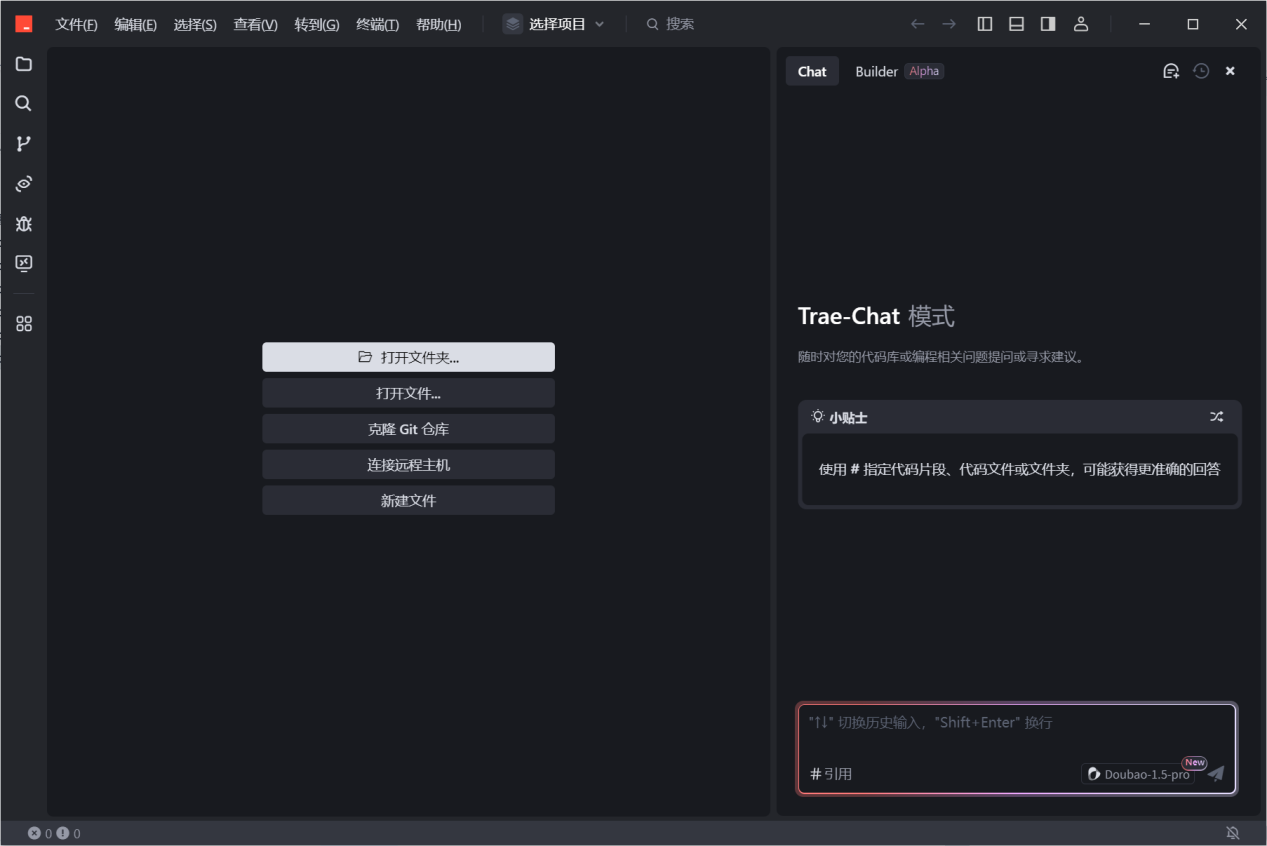 文件(F) 编辑(E) 选择(S) 查看(V) 转到(G) 终端(T) 帮助(H) 选择项目 搜索
Chat Builder Alpha
打开文件夹...
打开文件...
克隆 Git 仓库
连接远程主机
新建文件
Trae-Chat 模式
随时对您的代码库或编程相关问题提问或寻求建议。
小贴士
使用 # 指定代码片段、代码文件或文件夹，可能获得更准确的回答
"↑↓" 切换历史输入，"Shift+Enter" 换行
New
#引用 Doubao-1.5-pro
0 0